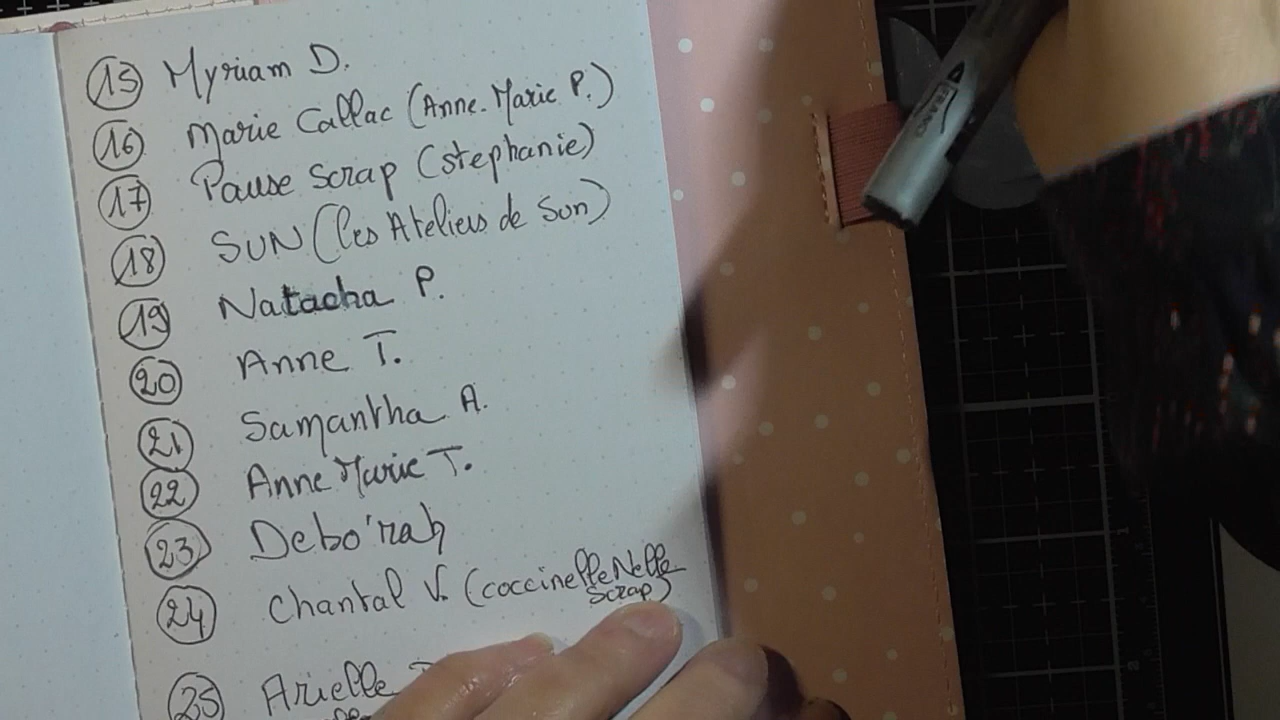 15 Myriam D.
16 Marie Callac (Anne-Marie P.)
17 Pause Scrap (stephanie)
18 SUN (les Ateliers de Sun)
19 Natacha P.
20 Anne T.
21 Samantha A.
22 Anne Marie T.
23 Debo'rah
24 Chantal V. (coccinelleNelle
Scrap)
25 Arielle